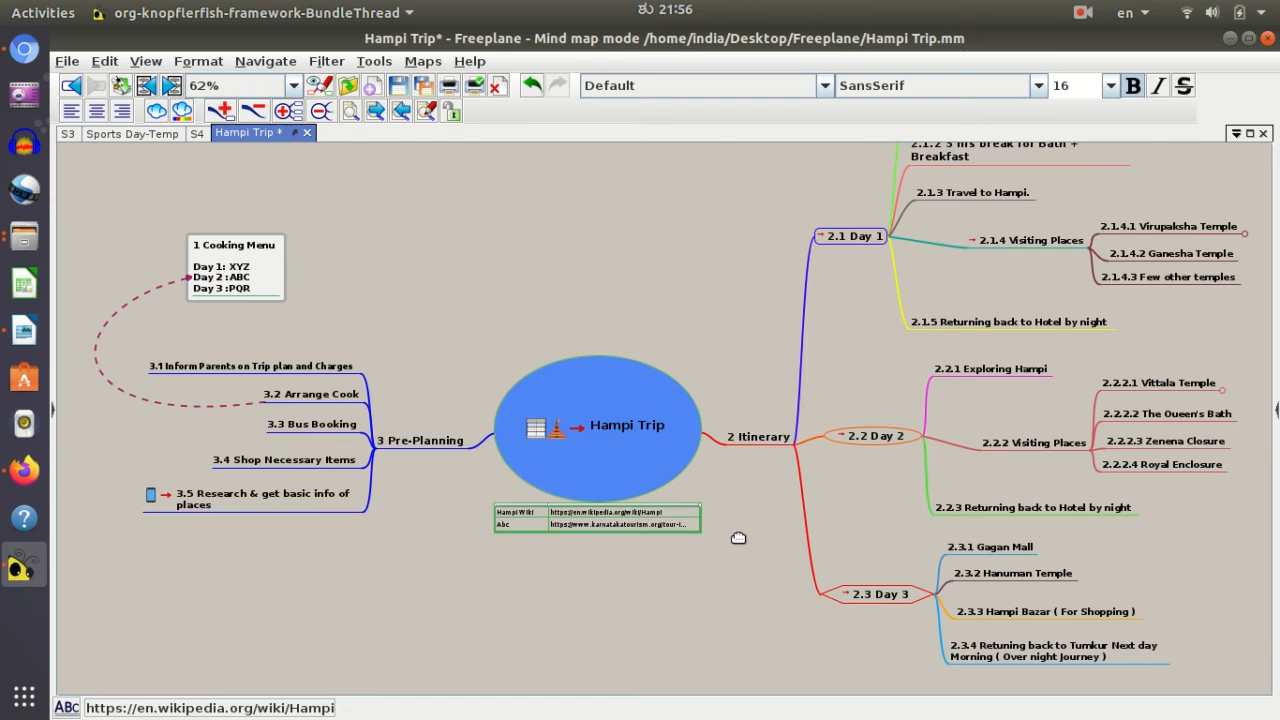 Activities
org-knopflerfish-framework-BundleThread
21:56
en
Hampi Trip* - Freeplane - Mind map mode /home/india/Desktop/Freeplane/Hampi Trip.mm
File Edit View Format Navigate Filter Tools Maps Help
62%
Default
SansSerif
16
B I S
S3
Sports Day-Temp
S4
Hampi Trip *
2.1.2 5 hrs break for Bath +
Breakfast
2.1.3 Travel to Hampi.
2.1 Day 1
2.1.4 Visiting Places
2.1.4.1 Virupaksha Temple
2.1.4.2 Ganesha Temple
2.1.4.3 Few other temples
2.1.5 Returning back to Hotel by night
1 Cooking Menu
Day 1: XYZ
Day 2 :ABC
Day 3 :PQR
3.1 Inform Parents on Trip plan and Charges
3.2 Arrange Cook
3.3 Bus Booking
3.4 Shop Necessary Items
3.5 Research & get basic info of
places
3 Pre-Planning
Hampi Trip
Hampi Wiki https://en.wikipedia.org/wiki/Hampi
Abc https://www.karnatakatourism.org/tour-i...
2 Itinerary
2.2 Day 2
2.2.1 Exploring Hampi
2.2.2 Visiting Places
2.2.2.1 Vittala Temple
2.2.2.2 The Queen's Bath
2.2.2.3 Zenena Closure
2.2.2.4 Royal Enclosure
2.2.3 Returning back to Hotel by night
2.3 Day 3
2.3.1 Gagan Mall
2.3.2 Hanuman Temple
2.3.3 Hampi Bazar ( For Shopping )
2.3.4 Retuning back to Tumkur Next day
Morning ( Over night Journey )
ABC
https://en.wikipedia.org/wiki/Hampi